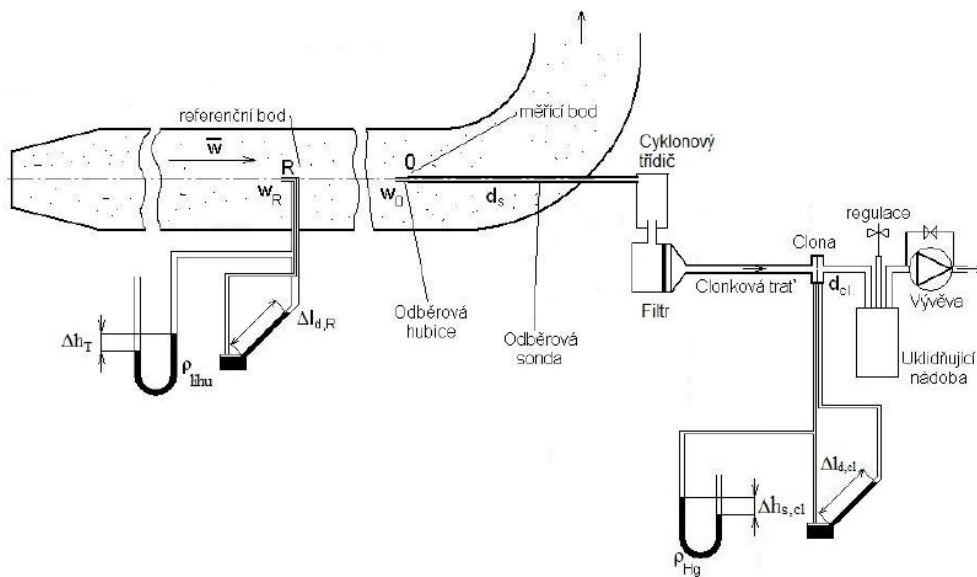 referenční bod
měřící bod
w̅
R
0
w_R
w_0
d_s
Cyklonový
třídič
regulace
Clona
Clonková trať
d_cl.
Vývěva
Filtr
Odběrová
hubice
Odběrová
sonda
Uklidňující
nádoba
Δl_d,R
Δh_T
ρ_lihu
Δl_d,cl
Δh_s,cl
ρ_Hg